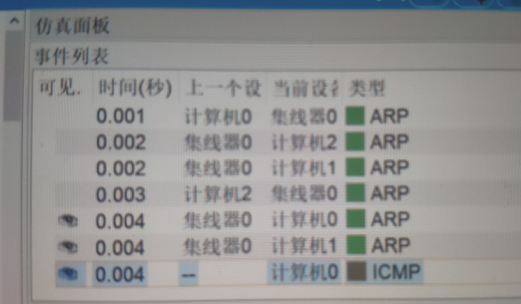 仿真面板
事件列表
可见. 时间(秒) 上一个设 当前设 类型
0.001 计算机0 集线器0 ARP
0.002 集线器0 计算机2 ARP
0.002 集线器0 计算机1 ARP
0.003 计算机2 集线器0 ARP
0.004 集线器0 计算机0 ARP
0.004 集线器0 计算机1 ARP
0.004 -- 计算机0 ICMP